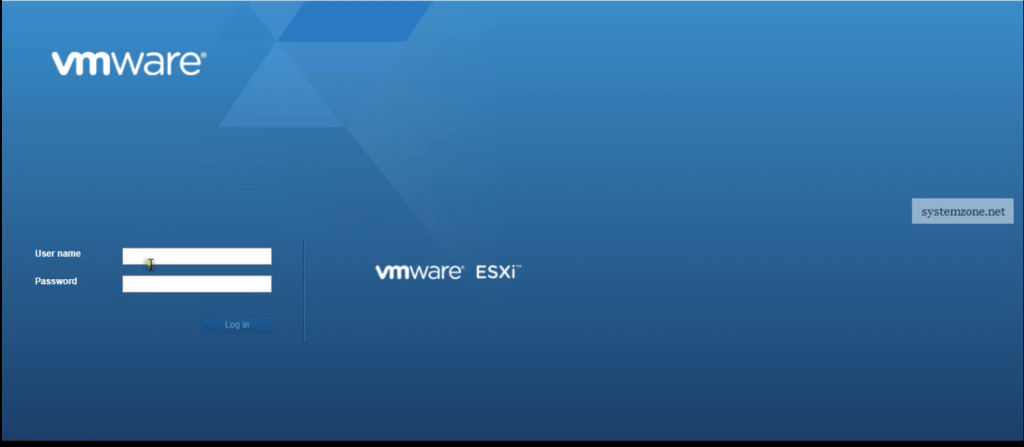 vmware®
systemzone.net
User name
Password
vmware® ESXi™
Log in